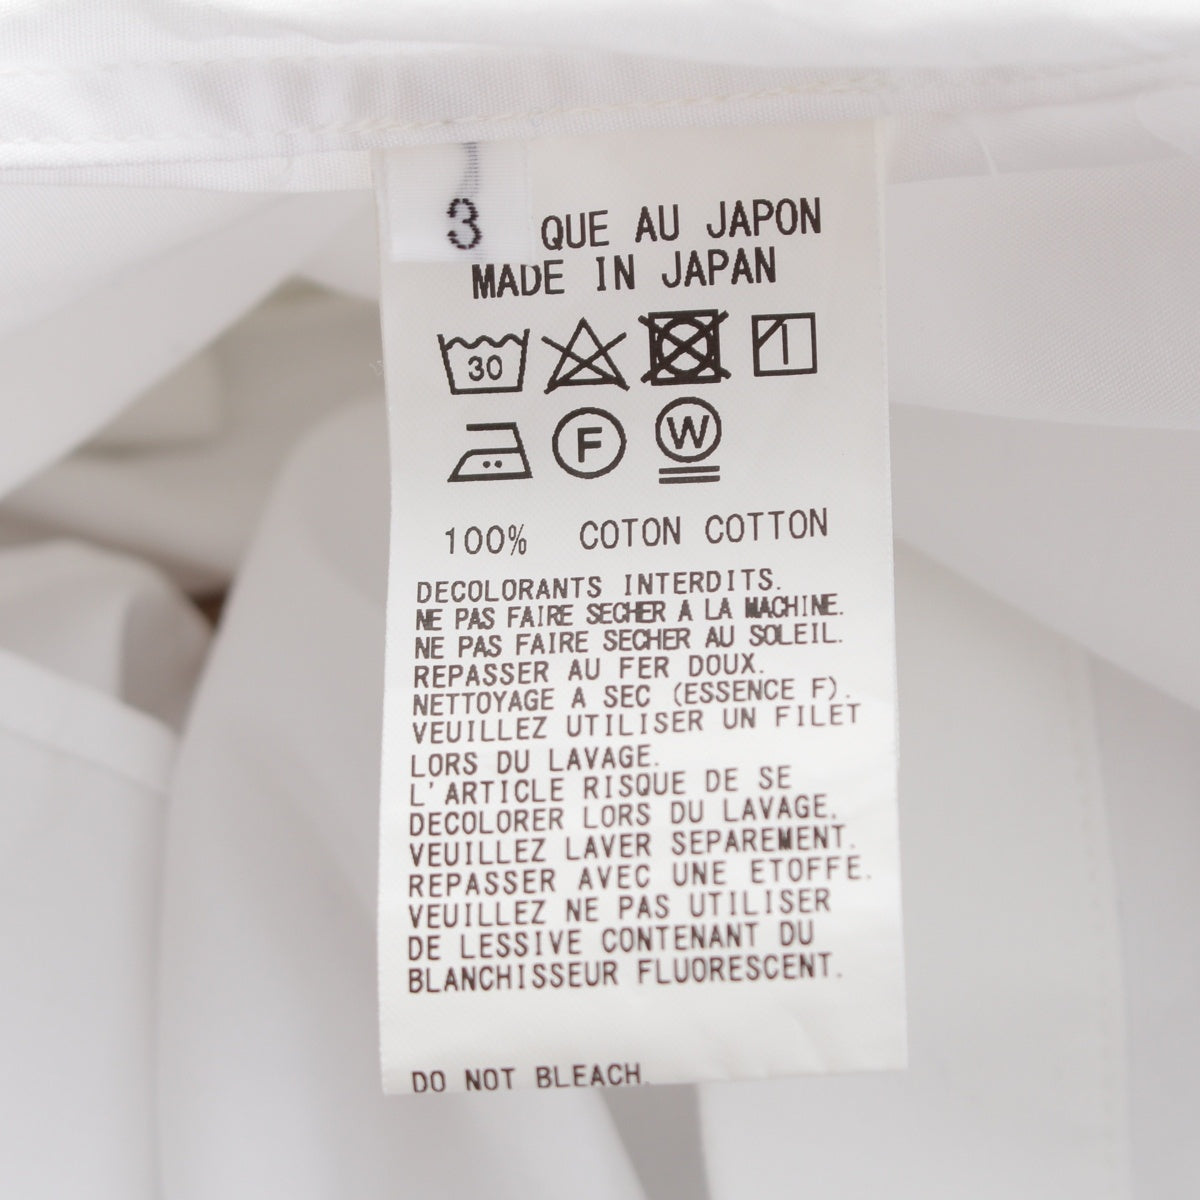 3
QUE AU JAPON
MADE IN JAPAN
30
F W
100% COTON COTTON
DECOLORANTS INTERDITS.
NE PAS FAIRE SECHER A LA MACHINE.
NE PAS FAIRE SECHER AU SOLEIL.
REPASSER AU FER DOUX.
NETTOYAGE A SEC (ESSENCE F).
VEUILLEZ UTILISER UN FILET
LORS DU LAVAGE.
L'ARTICLE RISQUE DE SE
DECOLORER LORS DU LAVAGE.
VEUILLEZ LAVER SEPAREMENT.
REPASSER AVEC UNE ETOFFE.
VEUILLEZ NE PAS UTILISER
DE LESSIVE CONTENANT DU
BLANCHISSEUR FLUORESCENT.
DO NOT BLEACH.